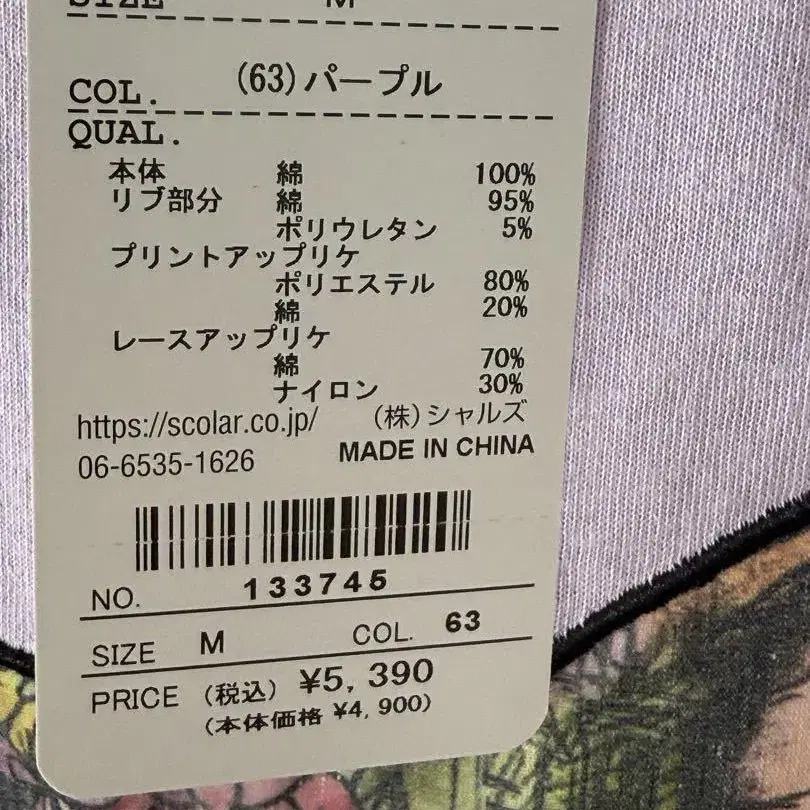 SIZE M
COL. (63)パープル
QUAL.
本体 綿 100%
リブ部分 綿 95%
ポリウレタン 5%
プリントアップリケ
ポリエステル 80%
綿 20%
レースアップリケ
綿 70%
ナイロン 30%
https://scolar.co.jp/ (株)シャルズ
06-6535-1626 MADE IN CHINA
NO. 133745
SIZE M COL. 63
PRICE (税込) ¥5,390
(本体価格 ¥4,900)